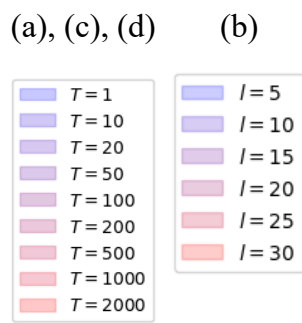 (a), (c), (d)
T = 1
T = 10
T = 20
T = 50
T = 100
T = 200
T = 500
T = 1000
T = 2000
(b)
l = 5
l = 10
l = 15
l = 20
l = 25
l = 30